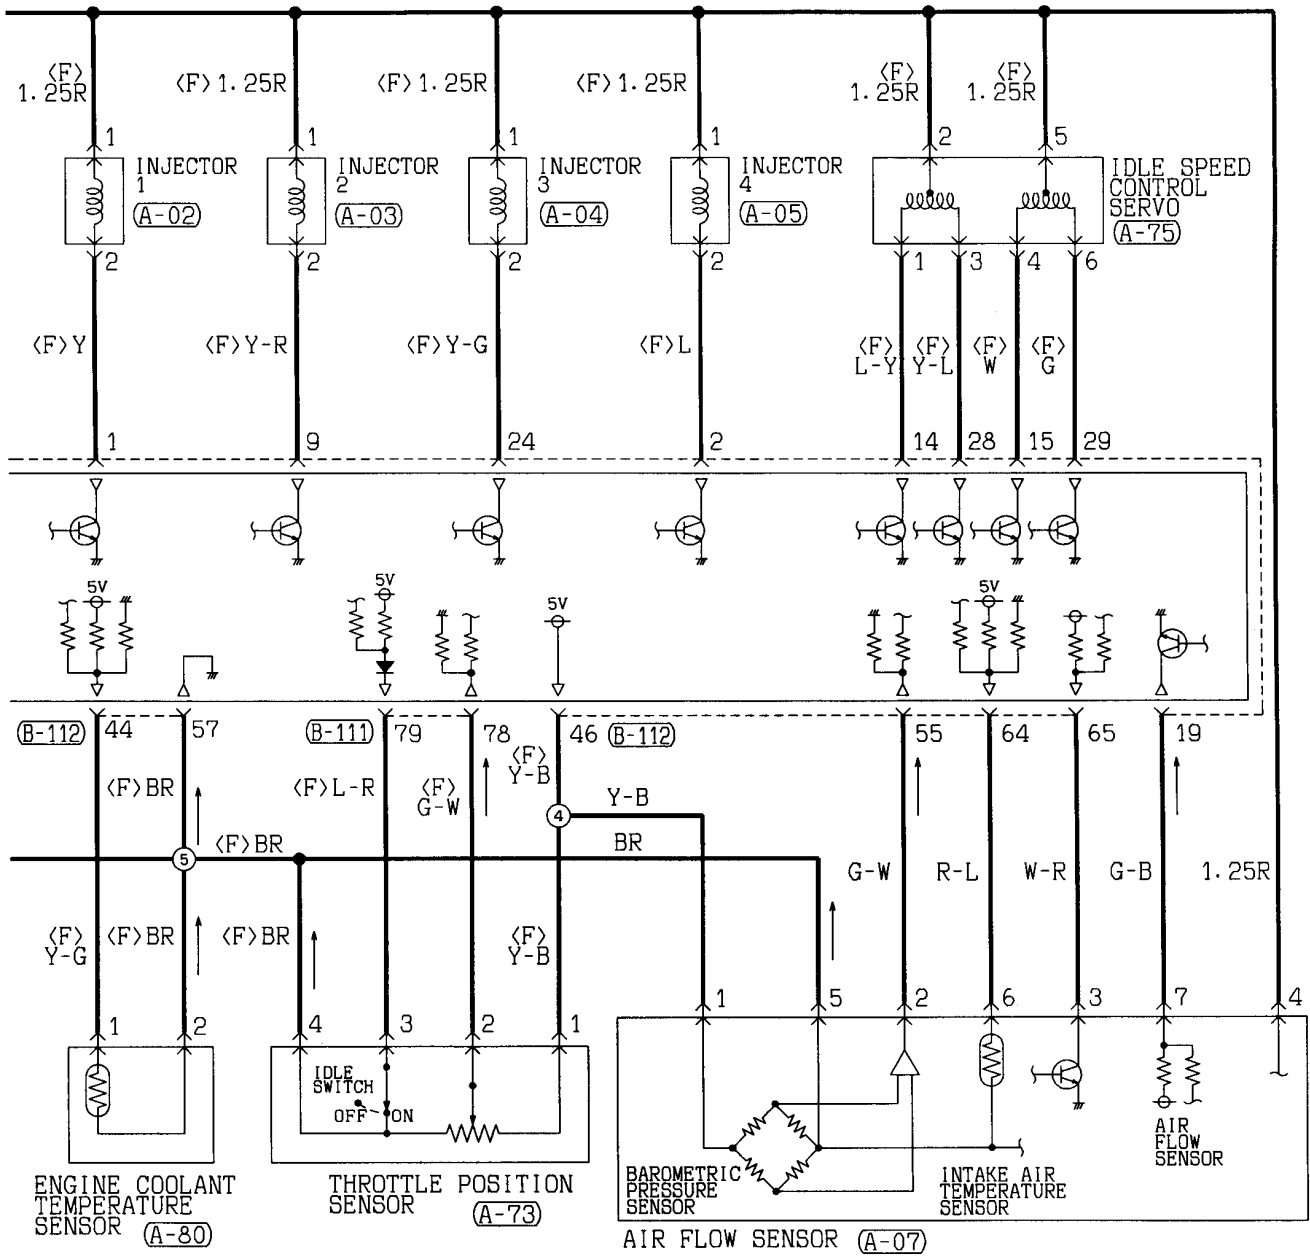 <F> <F> <F>
1.25R <F>1.25R <F>1.25R <F>1.25R 1.25R 1.25R
1 1 1 1 2 5
INJECTOR
1
(A-02)
INJECTOR
2
(A-03)
INJECTOR
3
(A-04)
INJECTOR
4
(A-05)
IDLE SPEED
CONTROL
SERVO
(A-75)
2 2 2 2 1 3 4 6
<F>Y <F>Y-R <F>Y-G <F>L
<F> <F> <F> <F>
L-Y Y-L W G
1 9 24 2 14 28 15 29
5V 5V 5V 5V
(B-112) 44 57 (B-111) 79 78 46 (B-112) 55 64 65 19
<F>
Y-B
<F>BR <F>L-R
<F>
G-W
Y-B
4
5
<F>BR
BR
G-W R-L W-R G-B 1.25R
<F>
Y-G
<F>BR <F>BR
<F>
Y-B
1 2 4 3 2 1
1 5 2 6 3 7 4
IDLE
SWITCH
OFF ON
AIR
FLOW
SENSOR
BAROMETRIC
PRESSURE
SENSOR
INTAKE AIR
TEMPERATURE
SENSOR
ENGINE COOLANT
TEMPERATURE
SENSOR (A-80)
THROTTLE POSITION
SENSOR
(A-73)
AIR FLOW SENSOR (A-07)